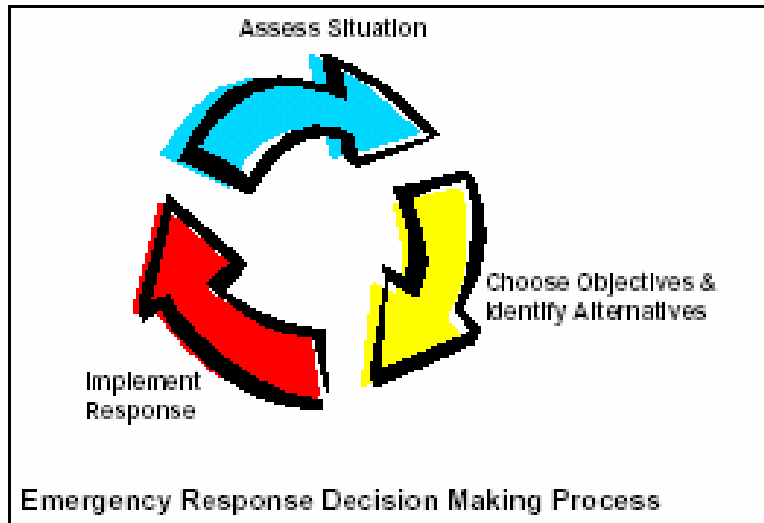 Assess Situation
Choose Objectives &
Identify Alternatives
Implement
Response
Emergency Response Decision Making Process